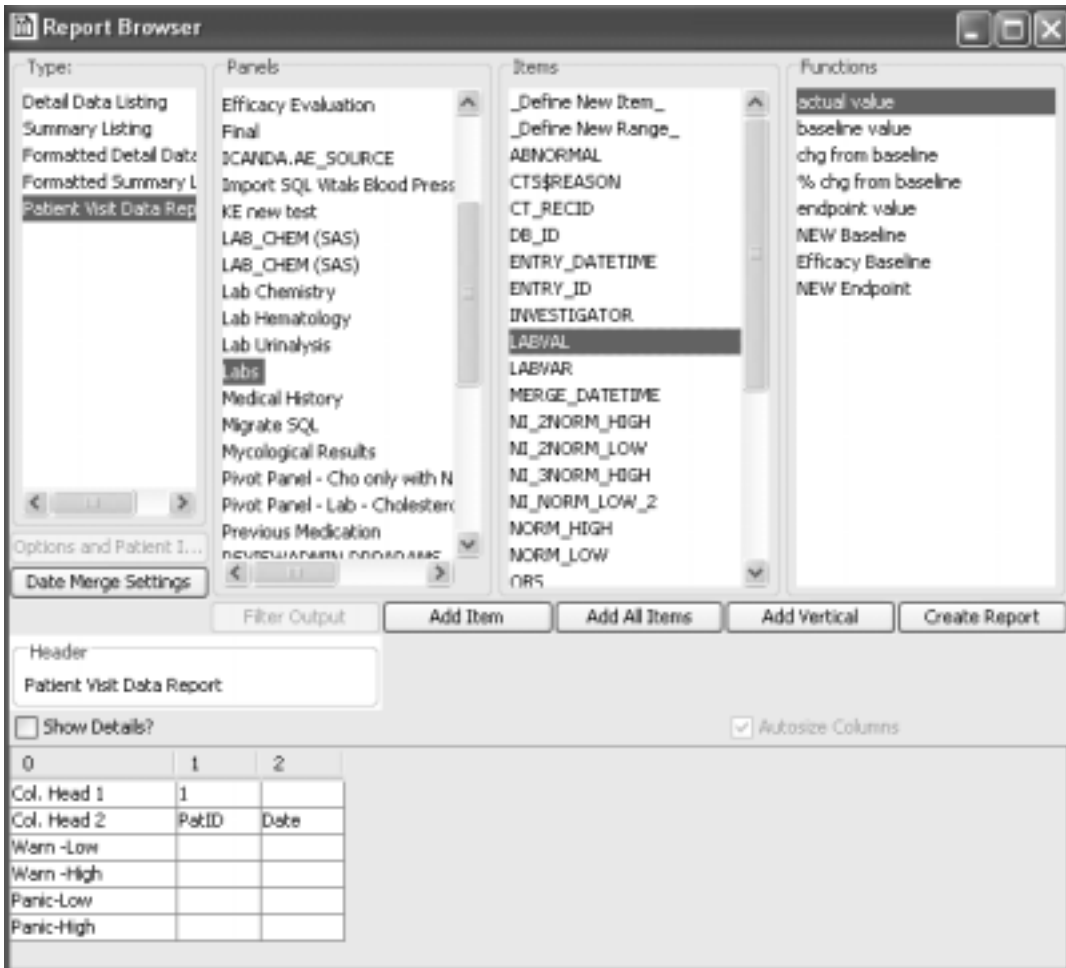 Report Browser
Type:
Detail Data Listing
Summary Listing
Formatted Detail Data
Formatted Summary L
Patient Visit Data Rep
Options and Patient I...
Date Merge Settings
Panels
Efficacy Evaluation
Final
ICANDA.AE_SOURCE
Import SQL Vitals Blood Press
KE new test
LAB_CHEM (SAS)
LAB_CHEM (SAS)
Lab Chemistry
Lab Hematology
Lab Urinalysis
Labs
Medical History
Migrate SQL
Mycological Results
Pivot Panel - Cho only with N
Pivot Panel - Lab - Cholestero
Previous Medication
Items
_Define New Item_
_Define New Range_
ABNORMAL
CTS$REASON
CT_RECID
DB_ID
ENTRY_DATETIME
ENTRY_ID
INVESTIGATOR
LABVAL
LABVAR
MERGE_DATETIME
NI_2NORM_HIGH
NI_2NORM_LOW
NI_3NORM_HIGH
NI_NORM_LOW_2
NORM_HIGH
NORM_LOW
OBS
Functions
actual value
baseline value
chg from baseline
% chg from baseline
endpoint value
NEW Baseline
Efficacy Baseline
NEW Endpoint
Filter Output
Add Item
Add All Items
Add Vertical
Create Report
Header
Patient Visit Data Report
Show Details?
Autosize Columns
0 1 2
Col. Head 1 1
Col. Head 2 PatID Date
Warn -Low
Warn -High
Panic-Low
Panic-High